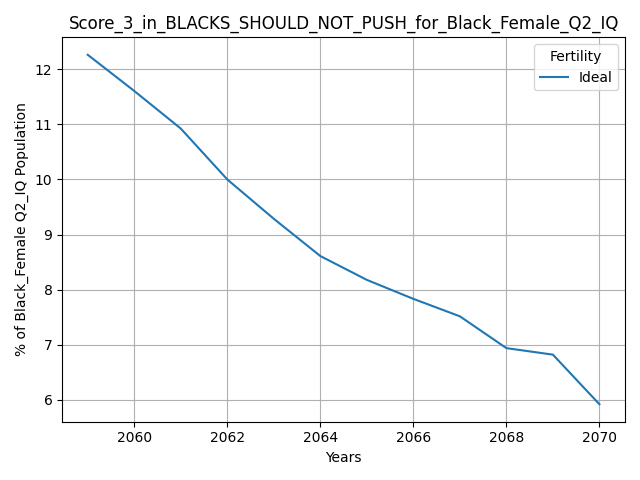 Score_3_in_BLACKS_SHOULD_NOT_PUSH_for_Black_Female_Q2_IQ
Fertility
Ideal
% of Black_Female Q2_IQ Population
12
11
10
9
8
7
6
2060 2062 2064 2066 2068 2070
Years